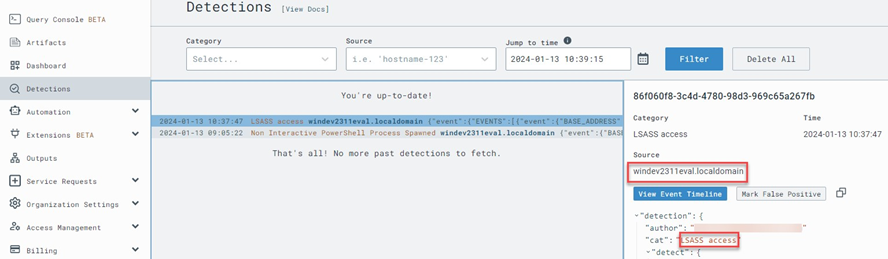 Query Console BETA
Artifacts
Dashboard
Detections
Automation
Extensions BETA
Outputs
Service Requests
Organization Settings
Access Management
Billing
Detections [View Docs]
Category
Select...
Source
i.e. 'hostname-123'
Jump to time
2024-01-13 10:39:15
Filter
Delete All
You're up-to-date!
2024-01-13 10:37:47 LSASS access windev2311eval.localdomain {"event":{"EVENTS":[{"event":{"BASE_ADDRESS"
2024-01-13 09:05:22 Non Interactive PowerShell Process Spawned windev2311eval.localdomain {"event":{"BASE
That's all! No more past detections to fetch.
86f060f8-3c4d-4780-98d3-969c65a267fb
Category
Time
LSASS access
2024-01-13 10:37:47
Source
windev2311eval.localdomain
View Event Timeline
Mark False Positive
"detection": {
"author": "
"
"cat": "LSASS access"
"detect": {